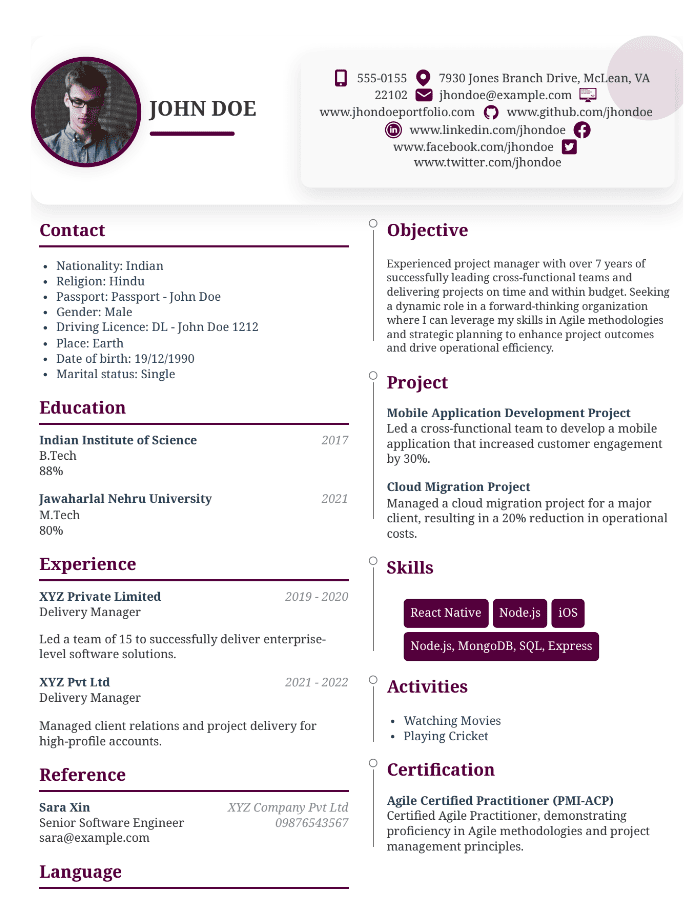 JOHN DOE
555-0155 7930 Jones Branch Drive, McLean, VA
22102 jhondoe@example.com
www.jhondoeportfolio.com www.github.com/jhondoe
www.linkedin.com/jhondoe
www.facebook.com/jhondoe
www.twitter.com/jhondoe
Contact
• Nationality: Indian
• Religion: Hindu
• Passport: Passport - John Doe
• Gender: Male
• Driving Licence: DL - John Doe 1212
• Place: Earth
• Date of birth: 19/12/1990
• Marital status: Single
Education
Indian Institute of Science 2017
B.Tech
88%
Jawaharlal Nehru University 2021
M.Tech
80%
Experience
XYZ Private Limited 2019 - 2020
Delivery Manager
Led a team of 15 to successfully deliver enterprise-
level software solutions.
XYZ Pvt Ltd 2021 - 2022
Delivery Manager
Managed client relations and project delivery for
high-profile accounts.
Reference
Sara Xin XYZ Company Pvt Ltd
Senior Software Engineer 09876543567
sara@example.com
Language
Objective
Experienced project manager with over 7 years of
successfully leading cross-functional teams and
delivering projects on time and within budget. Seeking
a dynamic role in a forward-thinking organization
where I can leverage my skills in Agile methodologies
and strategic planning to enhance project outcomes
and drive operational efficiency.
Project
Mobile Application Development Project
Led a cross-functional team to develop a mobile
application that increased customer engagement
by 30%.
Cloud Migration Project
Managed a cloud migration project for a major
client, resulting in a 20% reduction in operational
costs.
Skills
React Native Node.js iOS
Node.js, MongoDB, SQL, Express
Activities
• Watching Movies
• Playing Cricket
Certification
Agile Certified Practitioner (PMI-ACP)
Certified Agile Practitioner, demonstrating
proficiency in Agile methodologies and project
management principles.